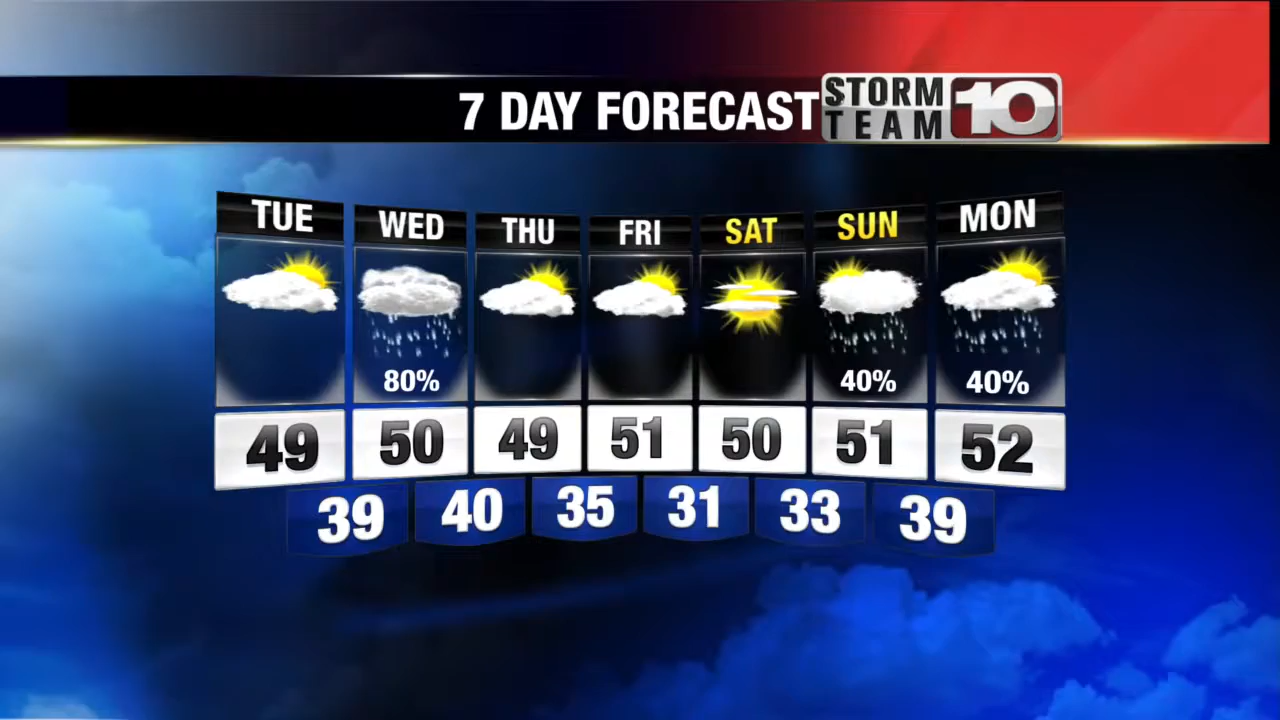 7 DAY FORECAST
STORM
TEAM
10
TUE WED THU FRI SAT SUN MON
80% 40% 40%
49 50 49 51 50 51 52
39 40 35 31 33 39